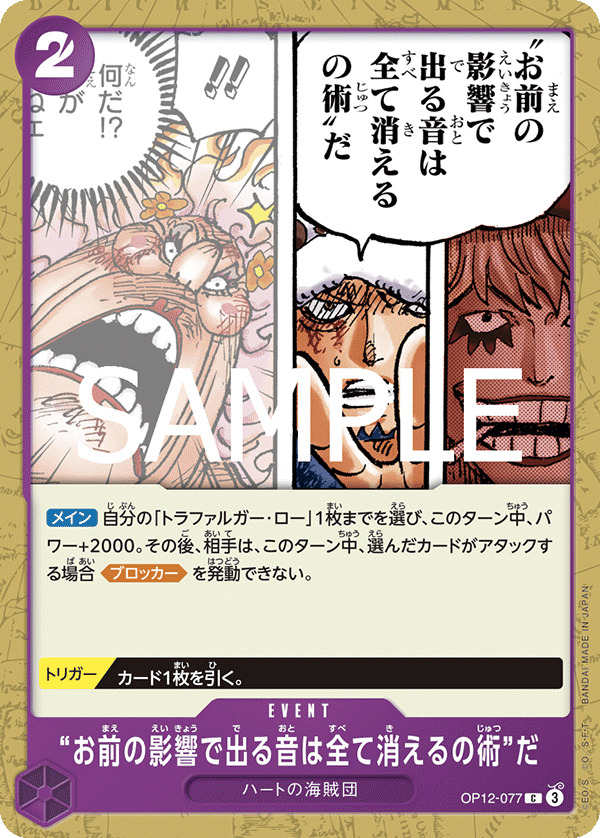 DLICHES EISMEER
2
"お前の
影響で
出る音は
全て消える
の術"だ
!!
何だ!?
が
ねェ
SAMPLE
メイン 自分の「トラファルガー・ロー」1枚までを選び、このターン中、パ
ワー+2000。その後、相手は、このターン中、選んだカードがアタックす
る場合 ブロッカー を発動できない。
トリガー カード1枚を引く。
EVENT
"お前の影響で出る音は全て消えるの術"だ
ハートの海賊団
OP12-077 C 3
BANDAI MADE IN JAPAN